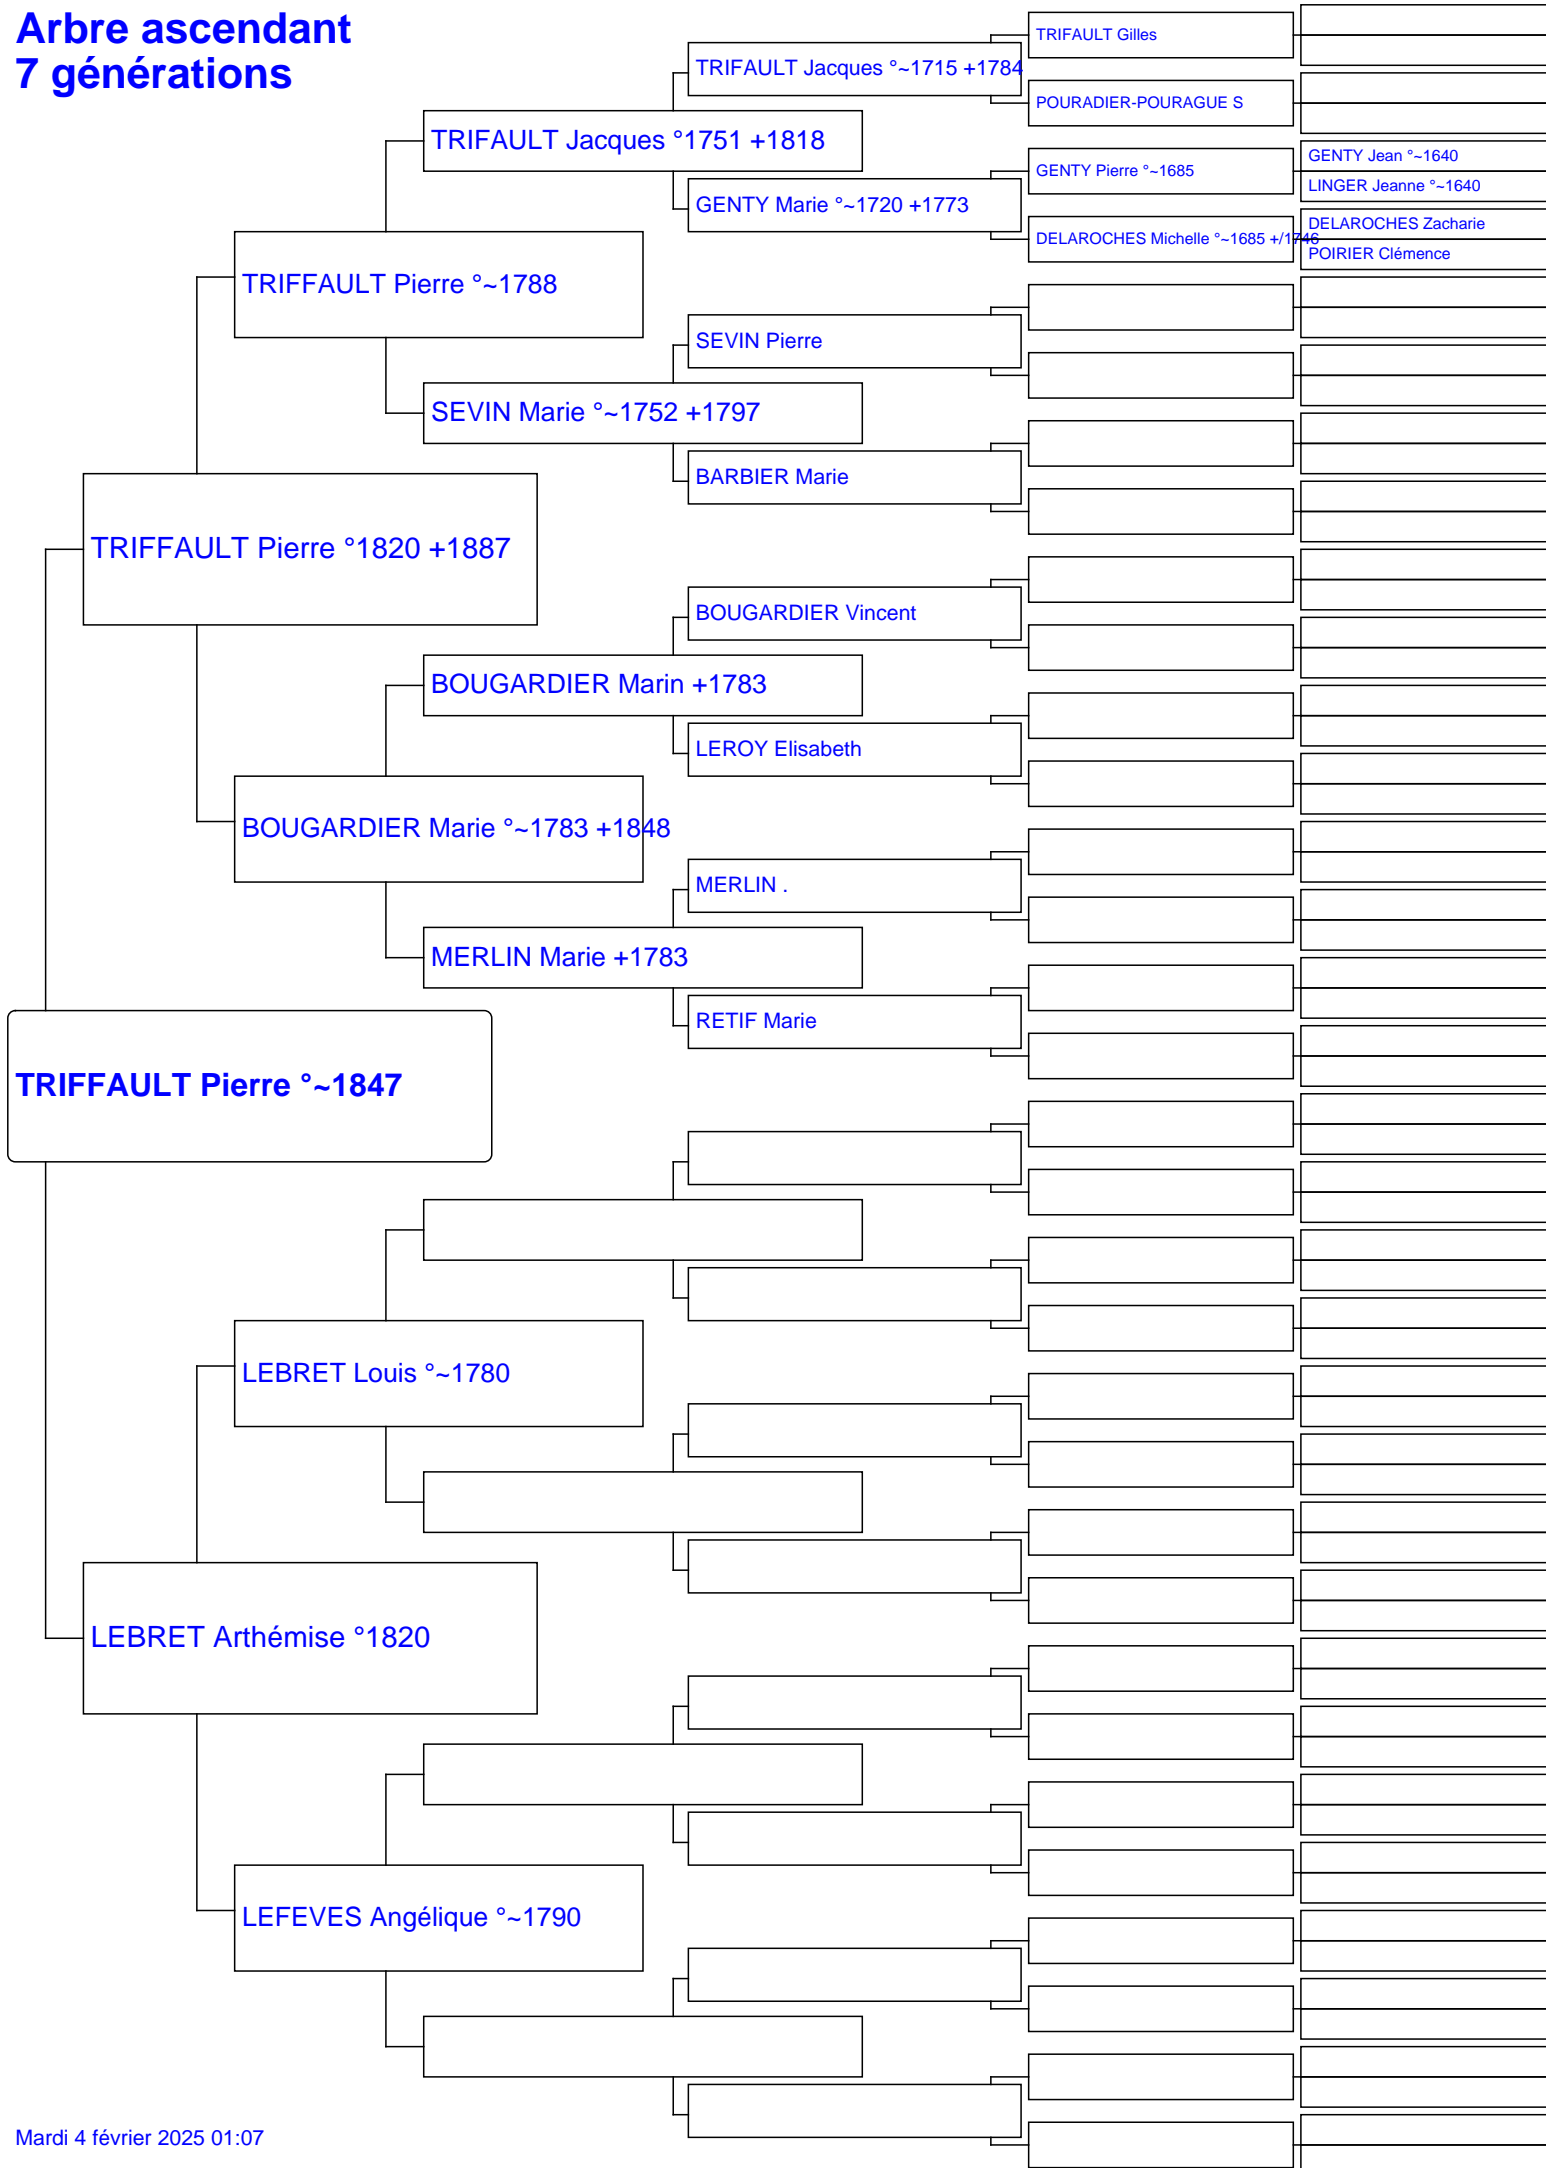 Arbre ascendant
7 générations
TRIFAULT Gilles
TRIFAULT Jacques °~1715 +1784
POURADIER-POURAGUE S
TRIFAULT Jacques °1751 +1818
GENTY Jean °~1640
GENTY Pierre °~1685
LINGER Jeanne °~1640
GENTY Marie °~1720 +1773
DELAROCHES Zacharie
DELAROCHES Michelle °~1685 +/1746
POIRIER Clémence
TRIFFAULT Pierre °~1788
SEVIN Pierre
SEVIN Marie °~1752 +1797
BARBIER Marie
TRIFFAULT Pierre °1820 +1887
BOUGARDIER Vincent
BOUGARDIER Marin +1783
LEROY Elisabeth
BOUGARDIER Marie °~1783 +1848
MERLIN .
MERLIN Marie +1783
RETIF Marie
TRIFFAULT Pierre °~1847
LEBRET Louis °~1780
LEBRET Arthémise °1820
LEFEVES Angélique °~1790
Mardi 4 février 2025 01:07